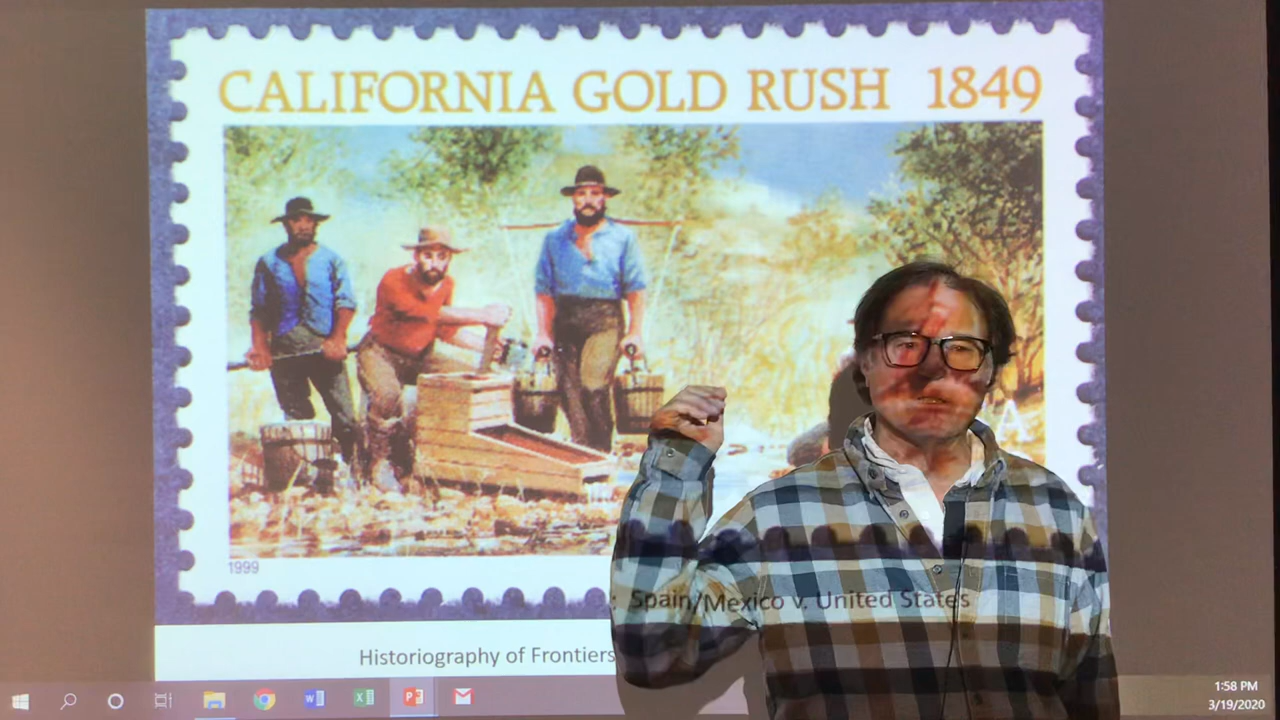 CALIFORNIA GOLD RUSH 1849
A
1999
Historiography of Frontiers: Spain/Mexico v. United States
1:58 PM
3/19/2020